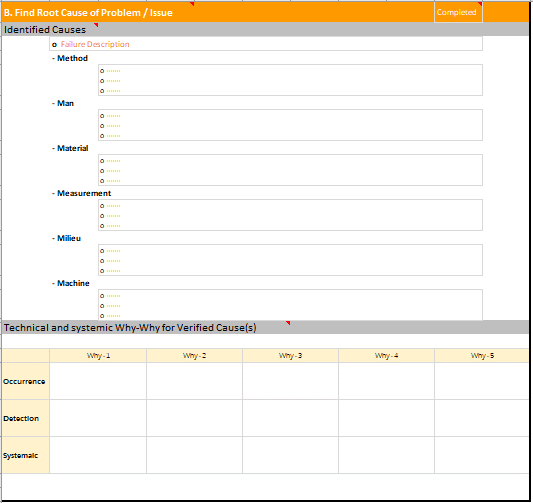 B. Find Root Cause of Problem / Issue Completed
Identified Causes
o Failure Description
- Method
o .......
o .......
o .......
- Man
o .......
o .......
o .......
- Material
o .......
o .......
o .......
- Measurement
o .......
o .......
o .......
- Milieu
o .......
o .......
o .......
- Machine
o .......
o .......
o .......
Technical and systemic Why-Why for Verified Cause(s)
Why-1 Why-2 Why-3 Why-4 Why-5
Occurrence
Detection
Systemaic